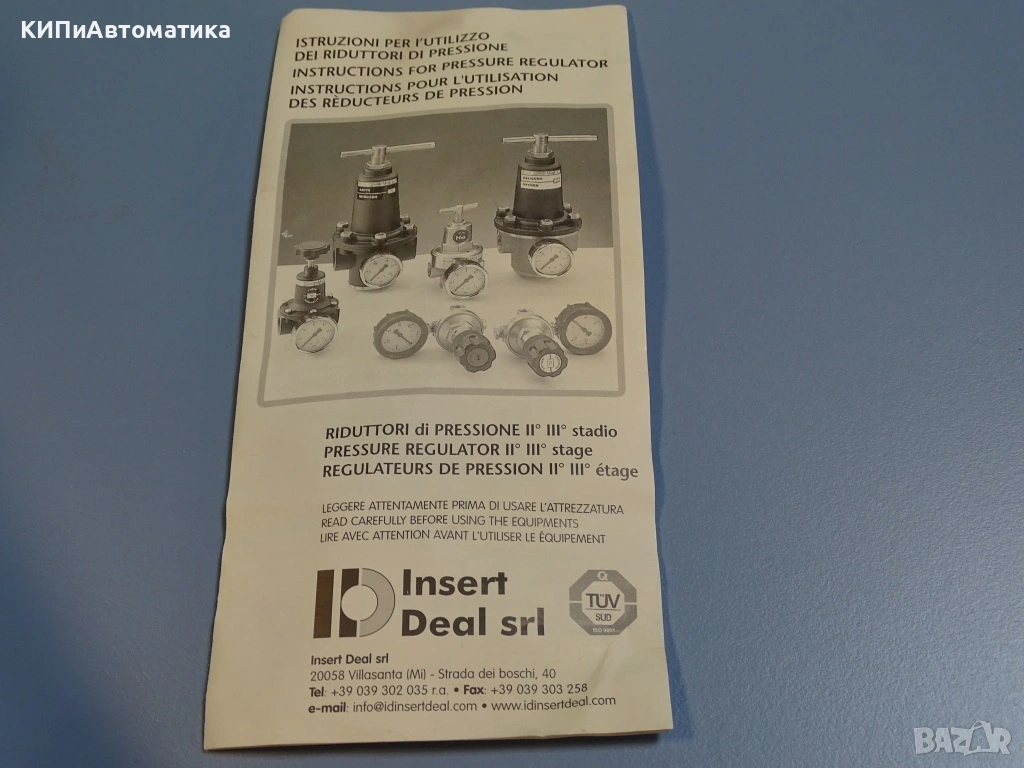 КИПиАвтоматика
ISTRUZIONI PER l'UTILIZZO
DEI RIDUTTORI DI PRESSIONE
INSTRUCTIONS FOR PRESSURE REGULATOR
INSTRUCTIONS POUR L'UTILISATION
DES RÈDUCTEURS DE PRESSION
RIDUTTORI di PRESSIONE II° III° stadio
PRESSURE REGULATOR II° III° stage
REGULATEURS DE PRESSION II° III° étage
LEGGERE ATTENTAMENTE PRIMA DI USARE L'ATTREZZATURA
READ CAREFULLY BEFORE USING THE EQUIPMENTS
LIRE AVEC ATTENTION AVANT L'UTILISER LE ÉQUIPEMENT
Insert
Deal srl
Q
TÜV
SUD
Insert Deal srl
20058 Villasanta (Mi) - Strada dei boschi, 40
Tel: +39 039 302 035 r.a. • Fax: +39 039 303 258
e-mail: info@idinsertdeal.com • www.idinsertdeal.com
BAZAR